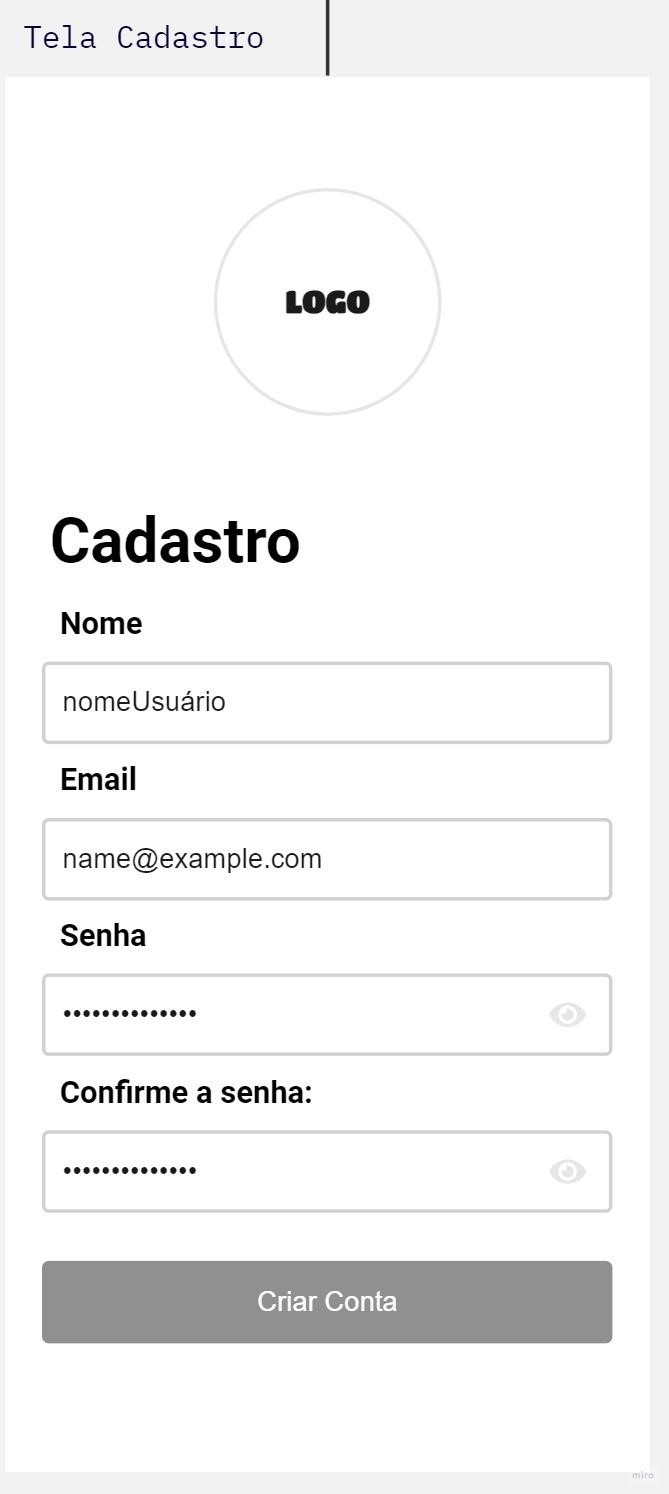 Tela Cadastro
LOGO
Cadastro
Nome
nomeUsuário
Email
name@example.com
Senha
••••••••••••••
Confirme a senha:
••••••••••••••
Criar Conta
miro